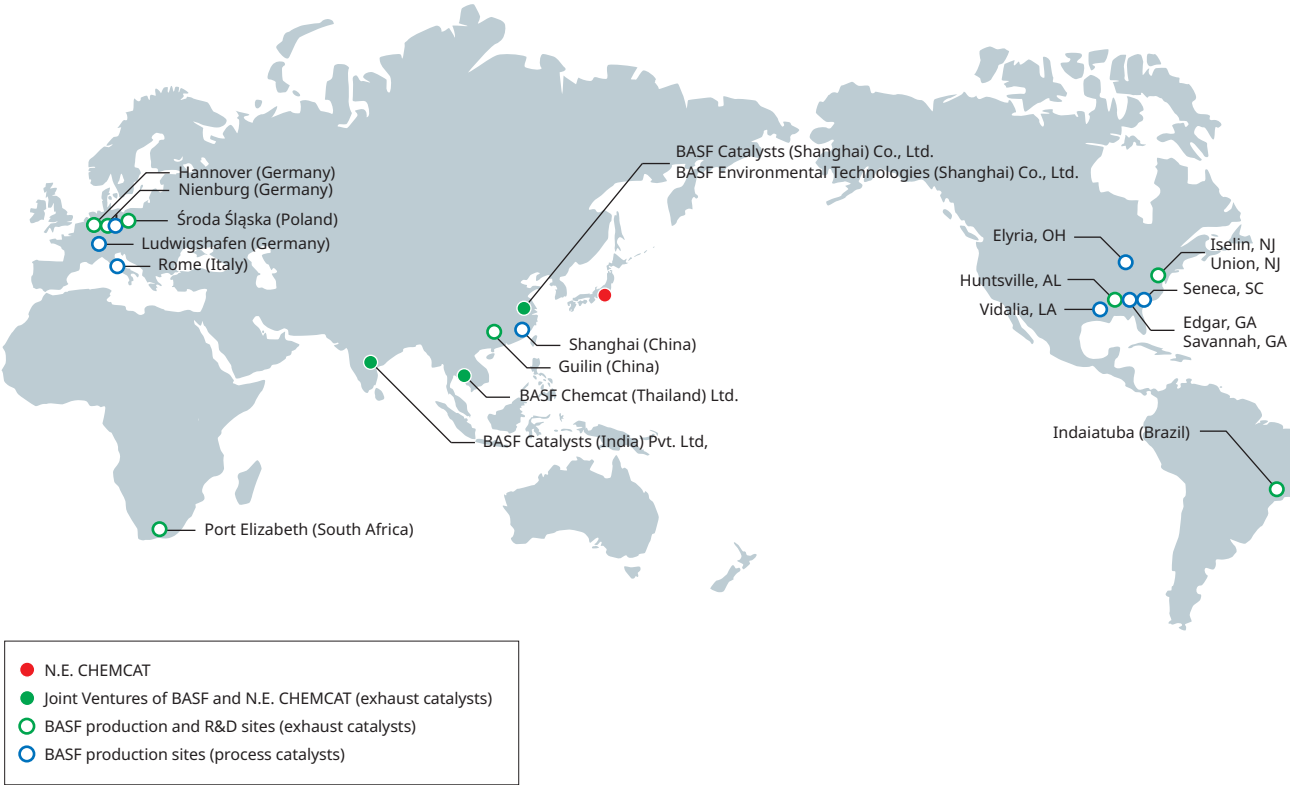 BASF Catalysts (Shanghai) Co., Ltd.
BASF Environmental Technologies (Shanghai) Co., Ltd.
Hannover (Germany)
Nienburg (Germany)
Środa Śląska (Poland)
Ludwigshafen (Germany)
Rome (Italy)
Elyria, OH
Iselin, NJ
Union, NJ
Huntsville, AL
Seneca, SC
Vidalia, LA
Edgar, GA
Savannah, GA
Shanghai (China)
Guilin (China)
BASF Chemcat (Thailand) Ltd.
BASF Catalysts (India) Pvt. Ltd,
Indaiatuba (Brazil)
Port Elizabeth (South Africa)
N.E. CHEMCAT
Joint Ventures of BASF and N.E. CHEMCAT (exhaust catalysts)
BASF production and R&D sites (exhaust catalysts)
BASF production sites (process catalysts)